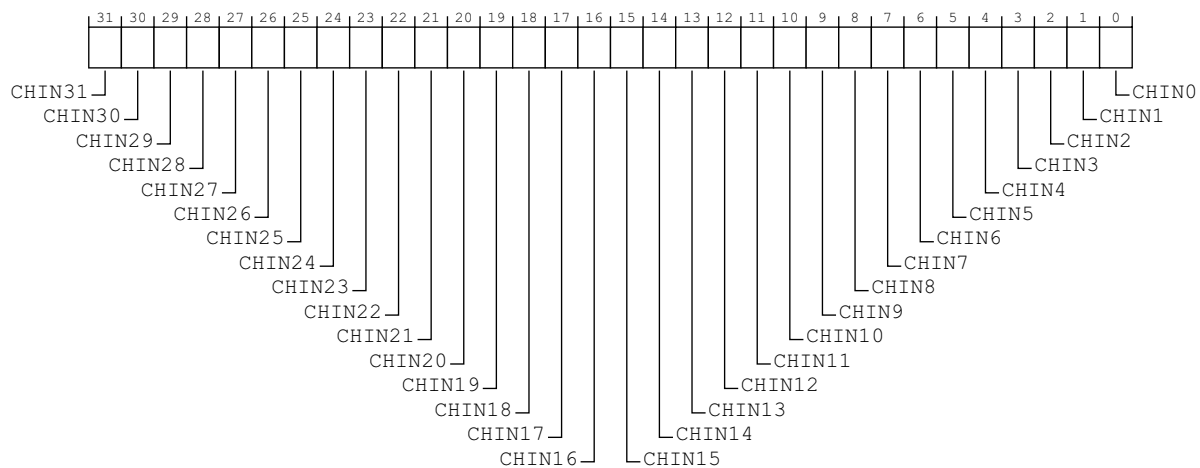 31 30 29 28 27 26 25 24 23 22 21 20 19 18 17 16 15 14 13 12 11 10 9 8 7 6 5 4 3 2 1 0
CHIN31 CHIN0
CHIN30 CHIN1
CHIN29 CHIN2
CHIN28 CHIN3
CHIN27 CHIN4
CHIN26 CHIN5
CHIN25 CHIN6
CHIN24 CHIN7
CHIN23 CHIN8
CHIN22 CHIN9
CHIN21 CHIN10
CHIN20 CHIN11
CHIN19 CHIN12
CHIN18 CHIN13
CHIN17 CHIN14
CHIN16 CHIN15